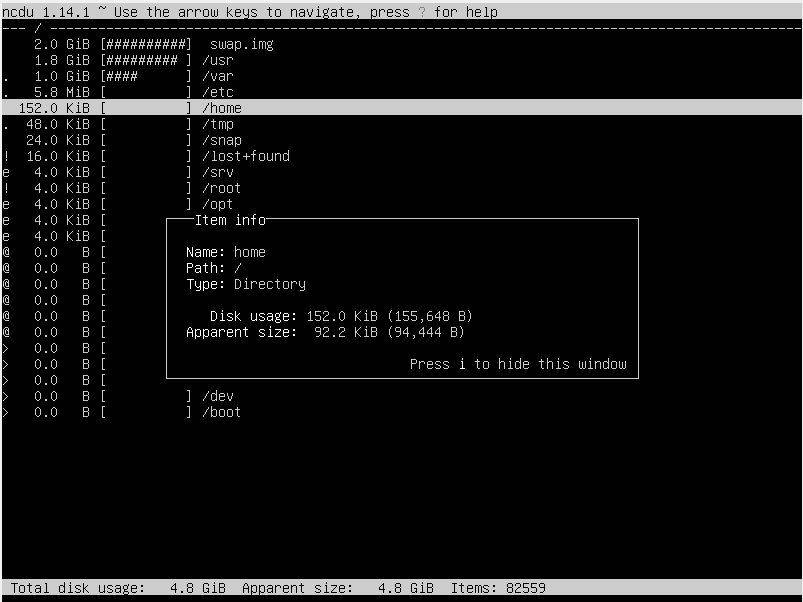 ncdu 1.14.1 ~ Use the arrow keys to navigate, press ? for help
--- / ---
2.0 GiB [##########]  swap.img
1.8 GiB [######### ] /usr
. 1.0 GiB [####      ] /var
. 5.8 MiB [          ] /etc
152.0 KiB [          ] /home
. 48.0 KiB [          ] /tmp
24.0 KiB [          ] /snap
! 16.0 KiB [          ] /lost+found
e 4.0 KiB [          ] /srv
! 4.0 KiB [          ] /root
e 4.0 KiB [          ] /opt
e 4.0 KiB [
e 4.0 KiB [
@ 0.0   B [
@ 0.0   B [
@ 0.0   B [
@ 0.0   B [
@ 0.0   B [
@ 0.0   B [
> 0.0   B [
> 0.0   B [
> 0.0   B [
> 0.0   B [          ] /dev
> 0.0   B [          ] /boot
Item info
Name: home
Path: /
Type: Directory
Disk usage: 152.0 KiB (155,648 B)
Apparent size:  92.2 KiB (94,444 B)
Press i to hide this window
Total disk usage:   4.8 GiB  Apparent size:   4.8 GiB  Items: 82559